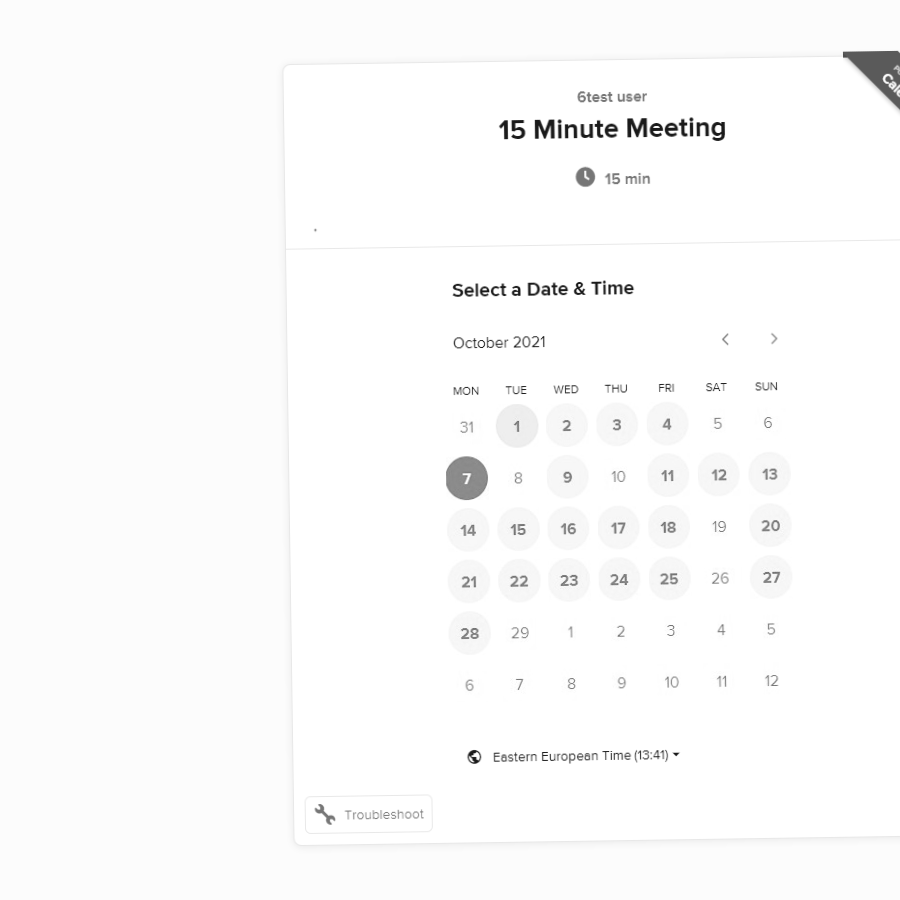 6test user
15 Minute Meeting
15 min
.
Select a Date & Time
October 2021
MON TUE WED THU FRI SAT SUN
31 1 2 3 4 5 6
7 8 9 10 11 12 13
14 15 16 17 18 19 20
21 22 23 24 25 26 27
28 29 1 2 3 4 5
6 7 8 9 10 11 12
Eastern European Time (13:41)
Troubleshoot